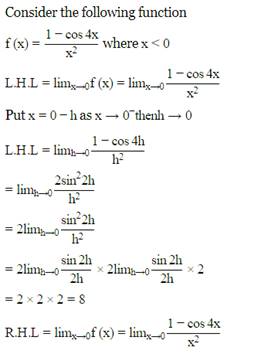 Consider the following function
f (x) = 1 − cos 4x / x² where x < 0
L.H.L = limₓ→₀f (x) = limₓ→₀ 1 − cos 4x / x²
Put x = 0 − h as x → 0⁻thenh → 0
L.H.L = limₕ→₀ 1 − cos 4h / h²
= limₕ→₀ 2sin²2h / h²
= 2limₕ→₀ sin²2h / h²
= 2limₕ→₀ sin 2h / 2h × 2limₕ→₀ sin 2h / 2h × 2
= 2 × 2 × 2 = 8
R.H.L = limₓ→₀f (x) = limₓ→₀ 1 − cos 4x / x²